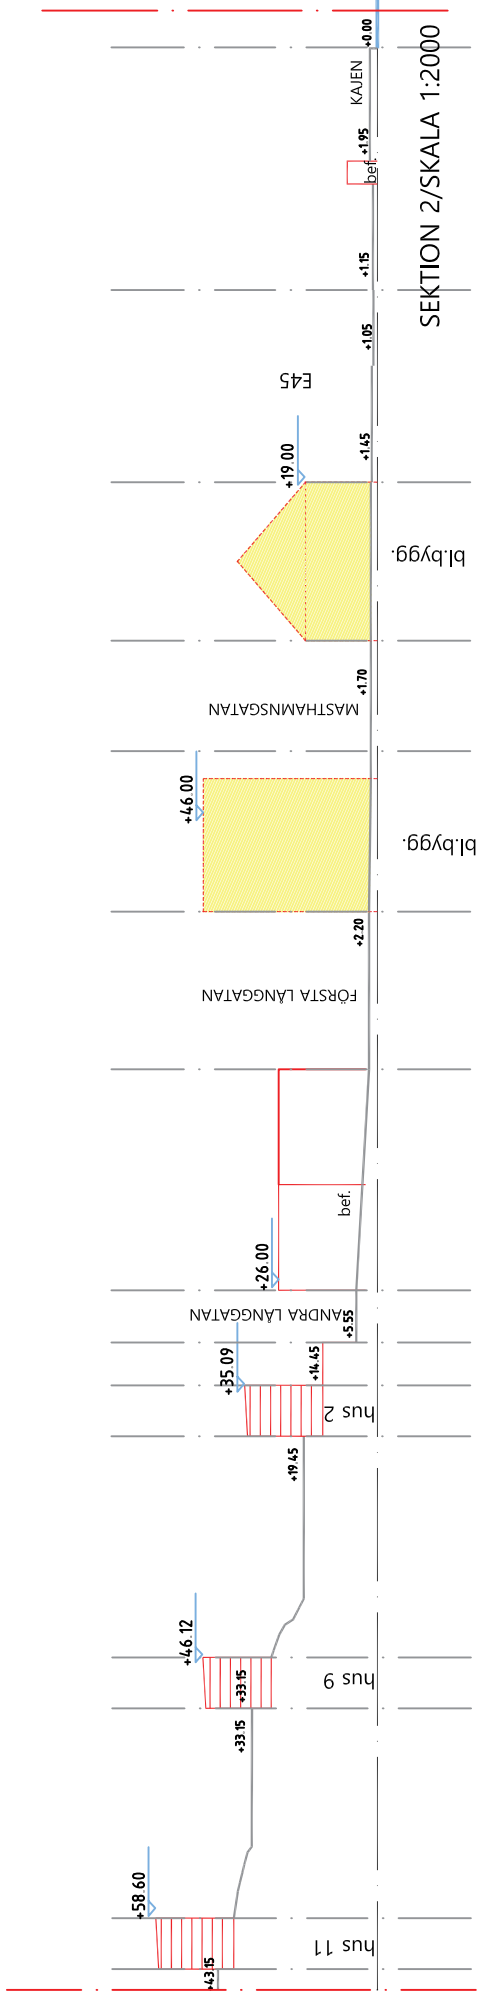 +0.00
KAJEN
+1.95
bef.
SEKTION 2/SKALA 1:2000
+1.15
+1.05
E45
+1.45
+19.00
bl.bygg.
+1.70
MASTHAMNSGATAN
+46.00
bl.bygg.
+2.20
FÖRSTA LÅNGGATAN
bef.
+26.00
ANDRA LÅNGGATAN
+5.55
+14.45
+35.09
hus 2
+19.45
+46.12
+33.15
hus 9
+33.15
+58.60
hus 11
+43.15